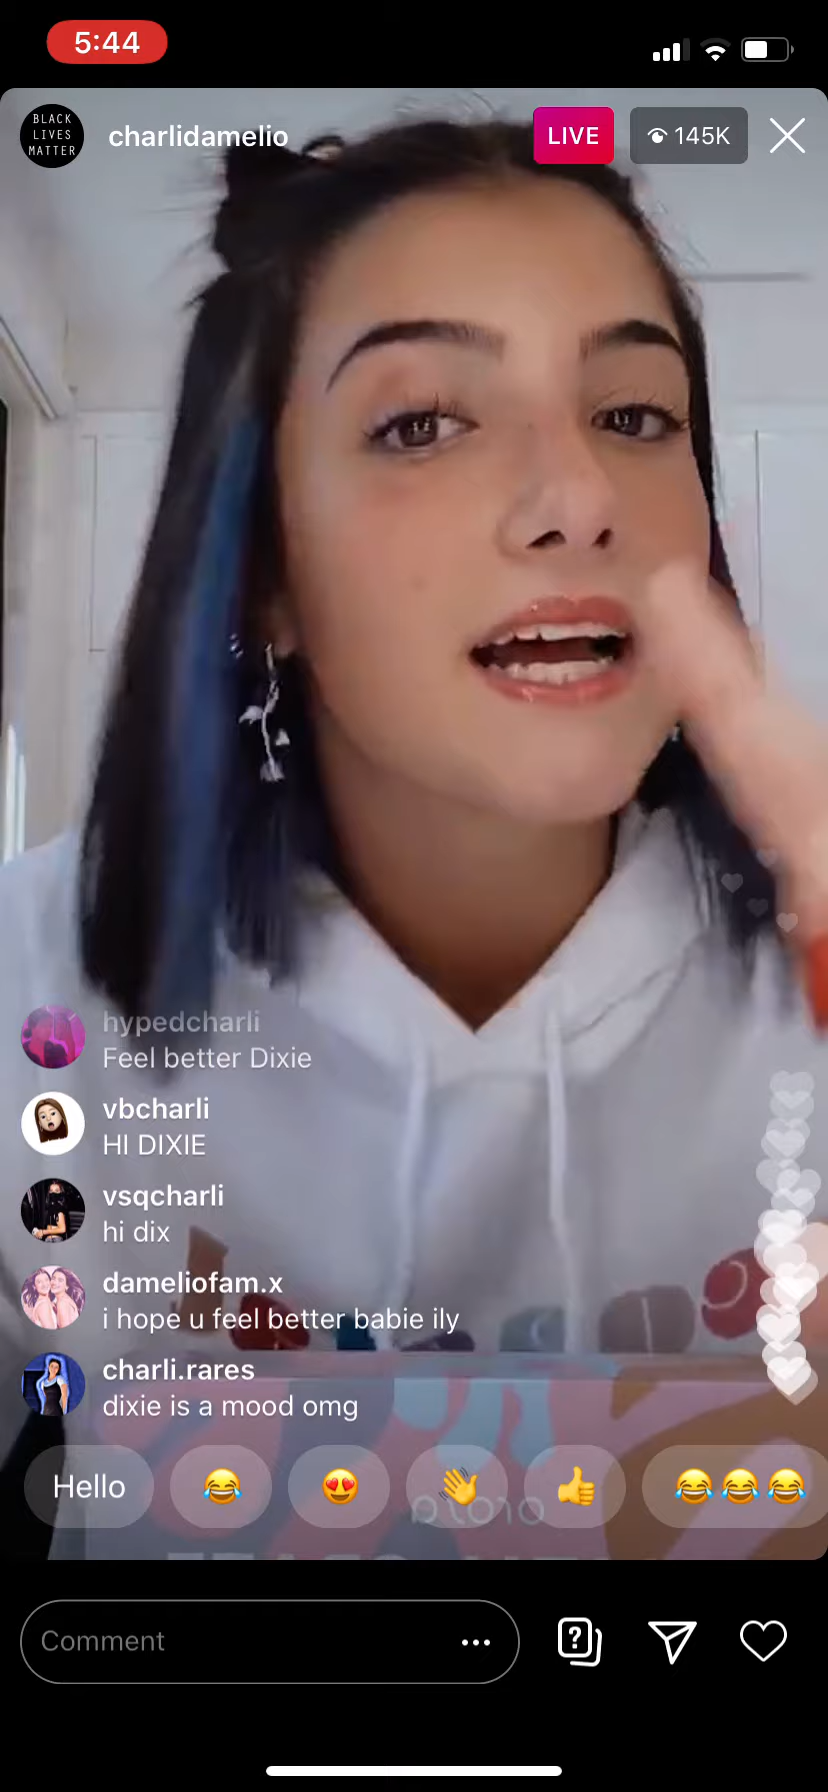 5:44
BLACK
LIVES
MATTER
charlidamelio
LIVE
145K
hypedcharli
Feel better Dixie
vbcharli
HI DIXIE
vsqcharli
hi dix
dameliofam.x
i hope u feel better babie ily
charli.rares
dixie is a mood omg
Hello
Comment